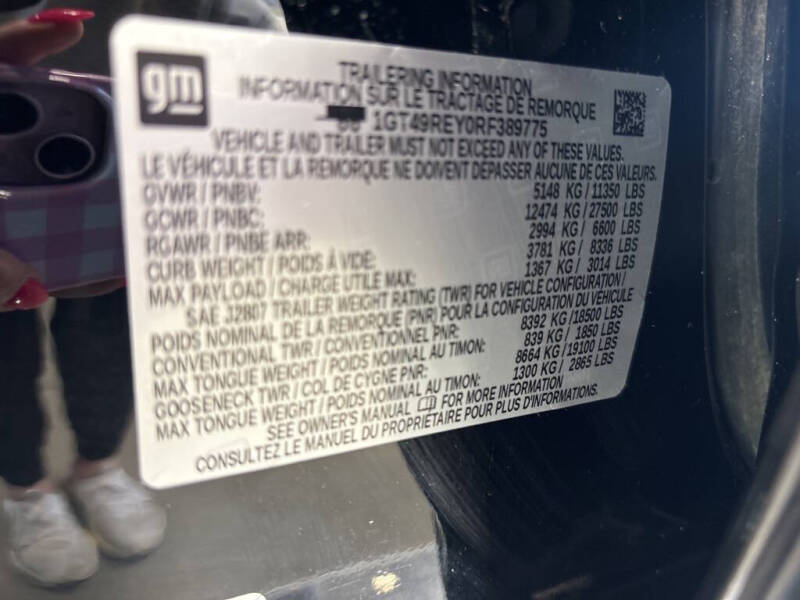 gm
TRAILERING INFORMATION
INFORMATION SUR LE TRACTAGE DE REMORQUE
1GT49REY0RF389775
VEHICLE AND TRAILER MUST NOT EXCEED ANY OF THESE VALUES.
LE VÉHICULE ET LA REMORQUE NE DOIVENT DÉPASSER AUCUNE DE CES VALEURS.
GVWR / PNBV: 5148 KG / 11350 LBS
GCWR / PNBC: 12474 KG / 27500 LBS
RGAWR / PNBE ARR: 2994 KG / 6600 LBS
CURB WEIGHT / POIDS À VIDE: 3781 KG / 8336 LBS
MAX PAYLOAD / CHARGE UTILE MAX: 1367 KG / 3014 LBS
SAE J2807 TRAILER WEIGHT RATING (TWR) FOR VEHICLE CONFIGURATION /
POIDS NOMINAL DE LA REMORQUE (PNR) POUR LA CONFIGURATION DU VÉHICULE
CONVENTIONAL TWR / CONVENTIONNEL PNR: 8392 KG / 18500 LBS
MAX TONGUE WEIGHT / POIDS NOMINAL AU TIMON: 839 KG / 1850 LBS
GOOSENECK TWR / COL DE CYGNE PNR: 8664 KG / 19100 LBS
MAX TONGUE WEIGHT / POIDS NOMINAL AU TIMON: 1300 KG / 2865 LBS
SEE OWNER'S MANUAL FOR MORE INFORMATION
CONSULTEZ LE MANUEL DU PROPRIÉTAIRE POUR PLUS D'INFORMATIONS.